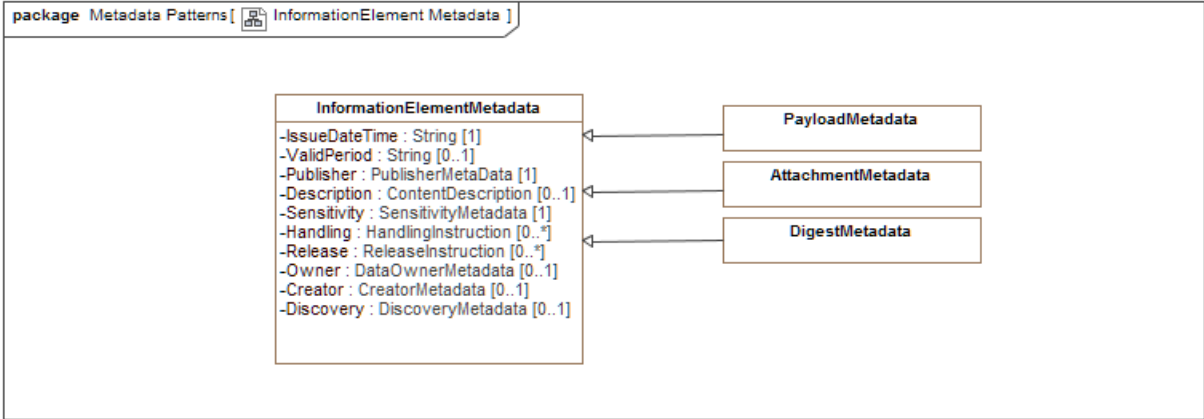 package Metadata Patterns[ InformationElement Metadata ]
InformationElementMetadata
-IssueDateTime : String [1]
-ValidPeriod : String [0..1]
-Publisher : PublisherMetaData [1]
-Description : ContentDescription [0..1]
-Sensitivity : SensitivityMetadata [1]
-Handling : HandlingInstruction [0..*]
-Release : ReleaseInstruction [0..*]
-Owner : DataOwnerMetadata [0..1]
-Creator : CreatorMetadata [0..1]
-Discovery : DiscoveryMetadata [0..1]
PayloadMetadata
AttachmentMetadata
DigestMetadata